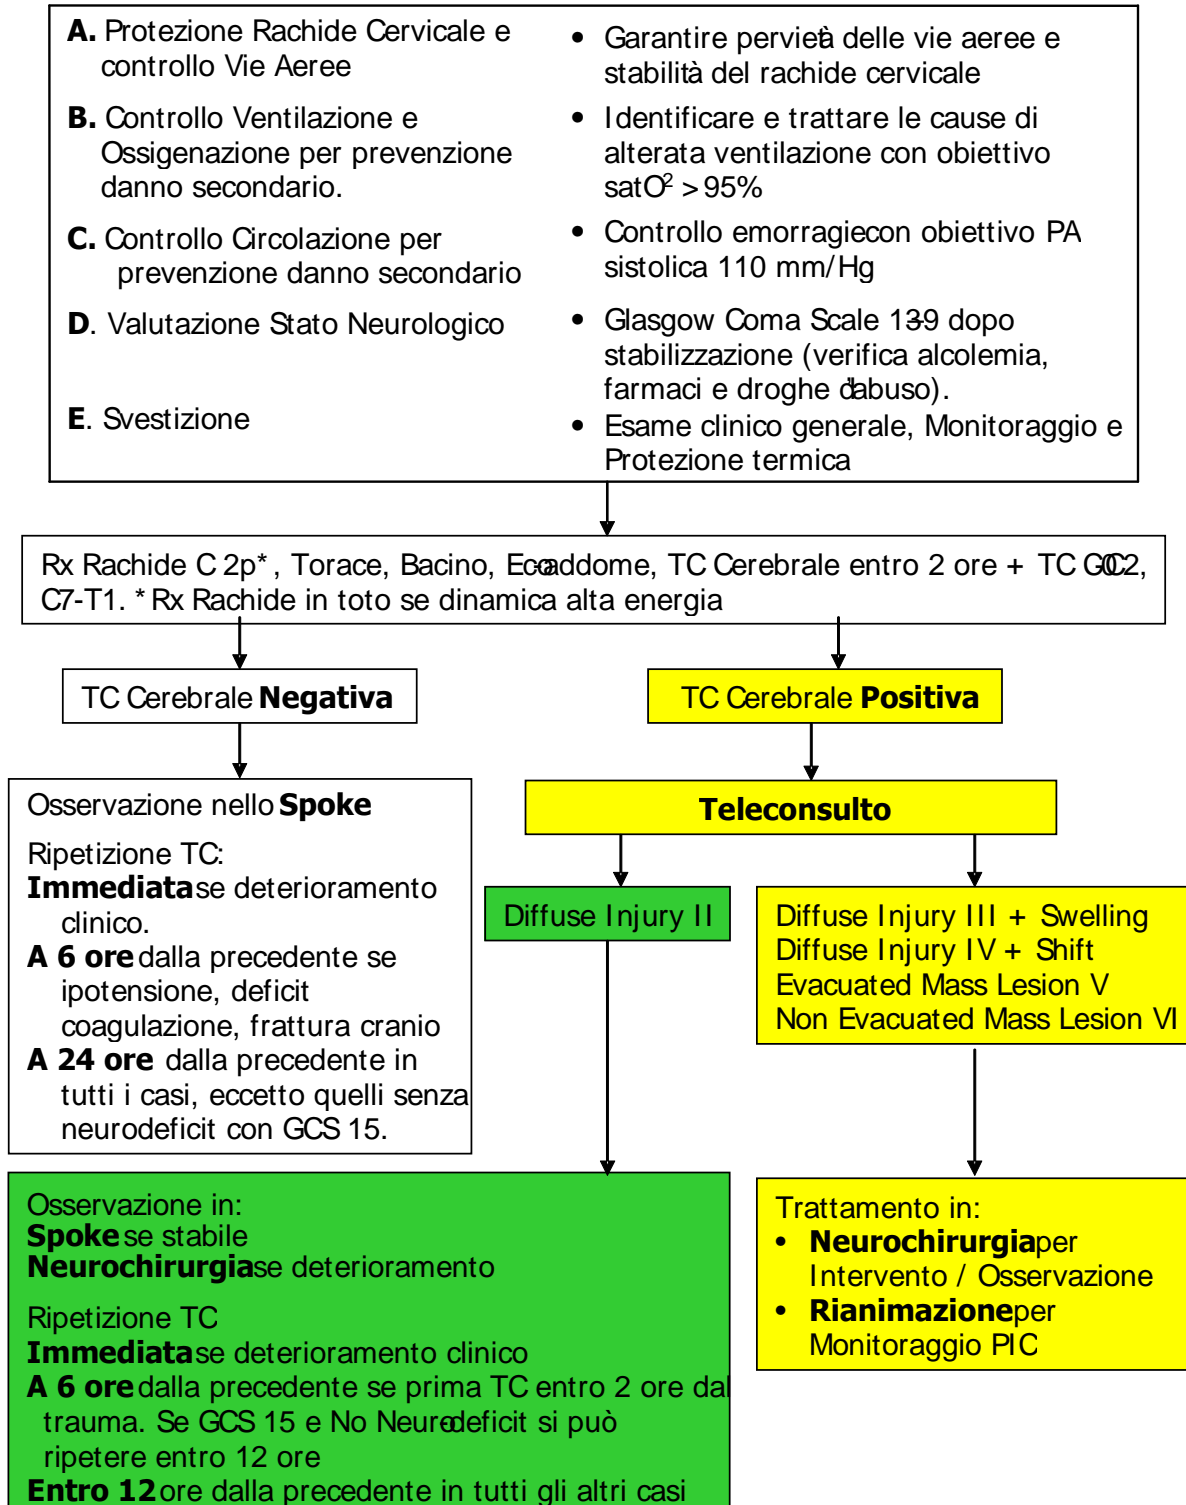 A. Protezione Rachide Cervicale e
controllo Vie Aeree
B. Controllo Ventilazione e
Ossigenazione per prevenzione
danno secondario.
C. Controllo Circolazione per
prevenzione danno secondario
D. Valutazione Stato Neurologico
E. Svestizione
• Garantire pervietà delle vie aeree e
stabilità del rachide cervicale
• Identificare e trattare le cause di
alterata ventilazione con obiettivo
satO² > 95%
• Controllo emorragiecon obiettivo PA
sistolica 110 mm/Hg
• Glasgow Coma Scale 13-9 dopo
stabilizzazione (verifica alcolemia,
farmaci e droghe d'abuso).
• Esame clinico generale, Monitoraggio e
Protezione termica
Rx Rachide C 2p*, Torace, Bacino, Eco-addome, TC Cerebrale entro 2 ore + TC C0-C2,
C7-T1. * Rx Rachide in toto se dinamica alta energia
TC Cerebrale Negativa
TC Cerebrale Positiva
Osservazione nello Spoke
Ripetizione TC:
Immediata se deterioramento
clinico.
A 6 ore dalla precedente se
ipotensione, deficit
coagulazione, frattura cranio
A 24 ore dalla precedente in
tutti i casi, eccetto quelli senza
neurodeficit con GCS 15.
Teleconsulto
Diffuse Injury II
Diffuse Injury III + Swelling
Diffuse Injury IV + Shift
Evacuated Mass Lesion V
Non Evacuated Mass Lesion VI
Osservazione in:
Spoke se stabile
Neurochirurgia se deterioramento
Ripetizione TC
Immediata se deterioramento clinico
A 6 ore dalla precedente se prima TC entro 2 ore dal
trauma. Se GCS 15 e No Neuro-deficit si può
ripetere entro 12 ore
Entro 12 ore dalla precedente in tutti gli altri casi
Trattamento in:
• Neurochirurgia per
Intervento / Osservazione
• Rianimazione per
Monitoraggio PIC